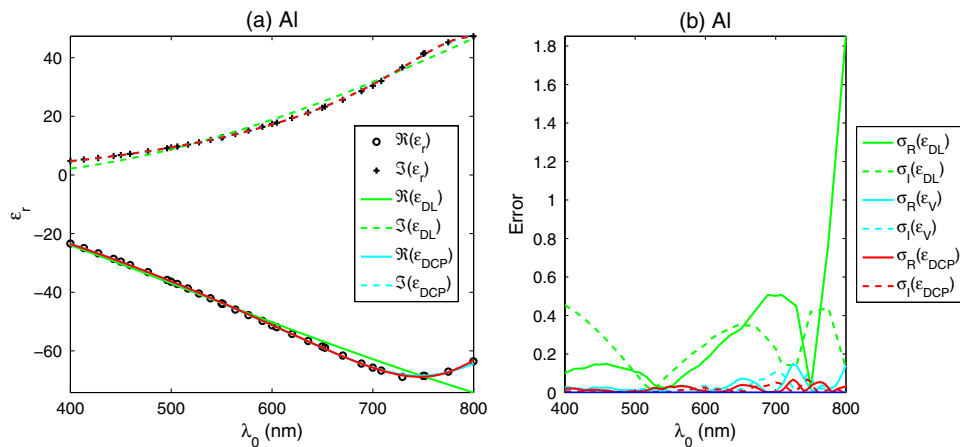 (a) Al
40
20
0
−20
−40
−60
400
500
600
700
800
ε_r
λ_0 (nm)
ℜ(ε_r)
ℑ(ε_r)
ℜ(ε_DL)
ℑ(ε_DL)
ℜ(ε_DCP)
ℑ(ε_DCP)
(b) Al
1.8
1.6
1.4
1.2
1
0.8
0.6
0.4
0.2
0
400
500
600
700
800
Error
λ_0 (nm)
σ_R(ε_DL)
σ_I(ε_DL)
σ_R(ε_V)
σ_I(ε_V)
σ_R(ε_DCP)
σ_I(ε_DCP)